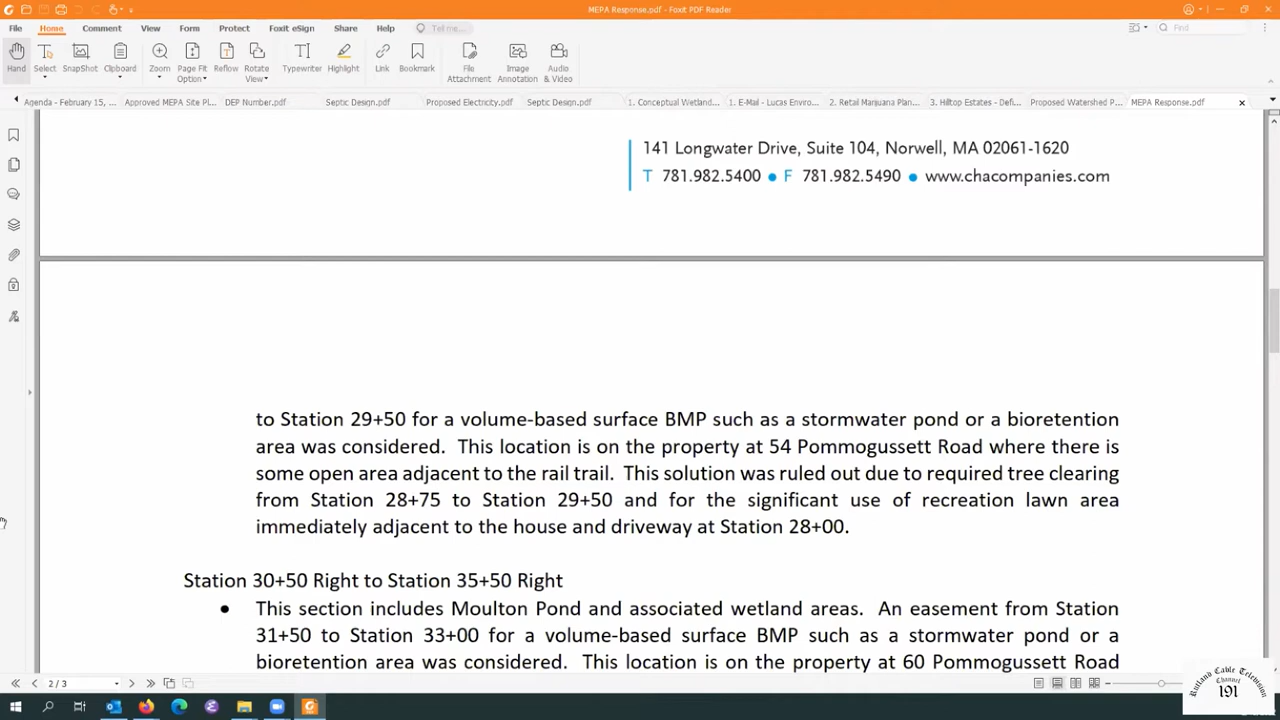 MEPA Response.pdf - Foxit PDF Reader
File Home Comment View Form Protect Foxit eSign Share Help Tell me... Find
Hand Select SnapShot Clipboard Zoom Page Fit Option Reflow Rotate View Typewriter Highlight Link Bookmark File Attachment Image Annotation Audio & Video
Agenda - February 15, ... Approved MEPA Site Pl... DEP Number.pdf Septic Design.pdf Proposed Electricity.pdf Septic Design.pdf 1. Conceptual Wetlan... 1. E-Mail - Lucas Enviro... 2. Retail Marijuana Plan... 3. Hilltop Estates - Defi... Proposed Watershed P... MEPA Response.pdf
141 Longwater Drive, Suite 104, Norwell, MA 02061-1620
T 781.982.5400 • F 781.982.5490 • www.chacompanies.com
to Station 29+50 for a volume-based surface BMP such as a stormwater pond or a bioretention
area was considered. This location is on the property at 54 Pommogussett Road where there is
some open area adjacent to the rail trail. This solution was ruled out due to required tree clearing
from Station 28+75 to Station 29+50 and for the significant use of recreation lawn area
immediately adjacent to the house and driveway at Station 28+00.
Station 30+50 Right to Station 35+50 Right
• This section includes Moulton Pond and associated wetland areas. An easement from Station
31+50 to Station 33+00 for a volume-based surface BMP such as a stormwater pond or a
bioretention area was considered. This location is on the property at 60 Pommogussett Road
2 / 3
Rutland Cable Television
Channel
191